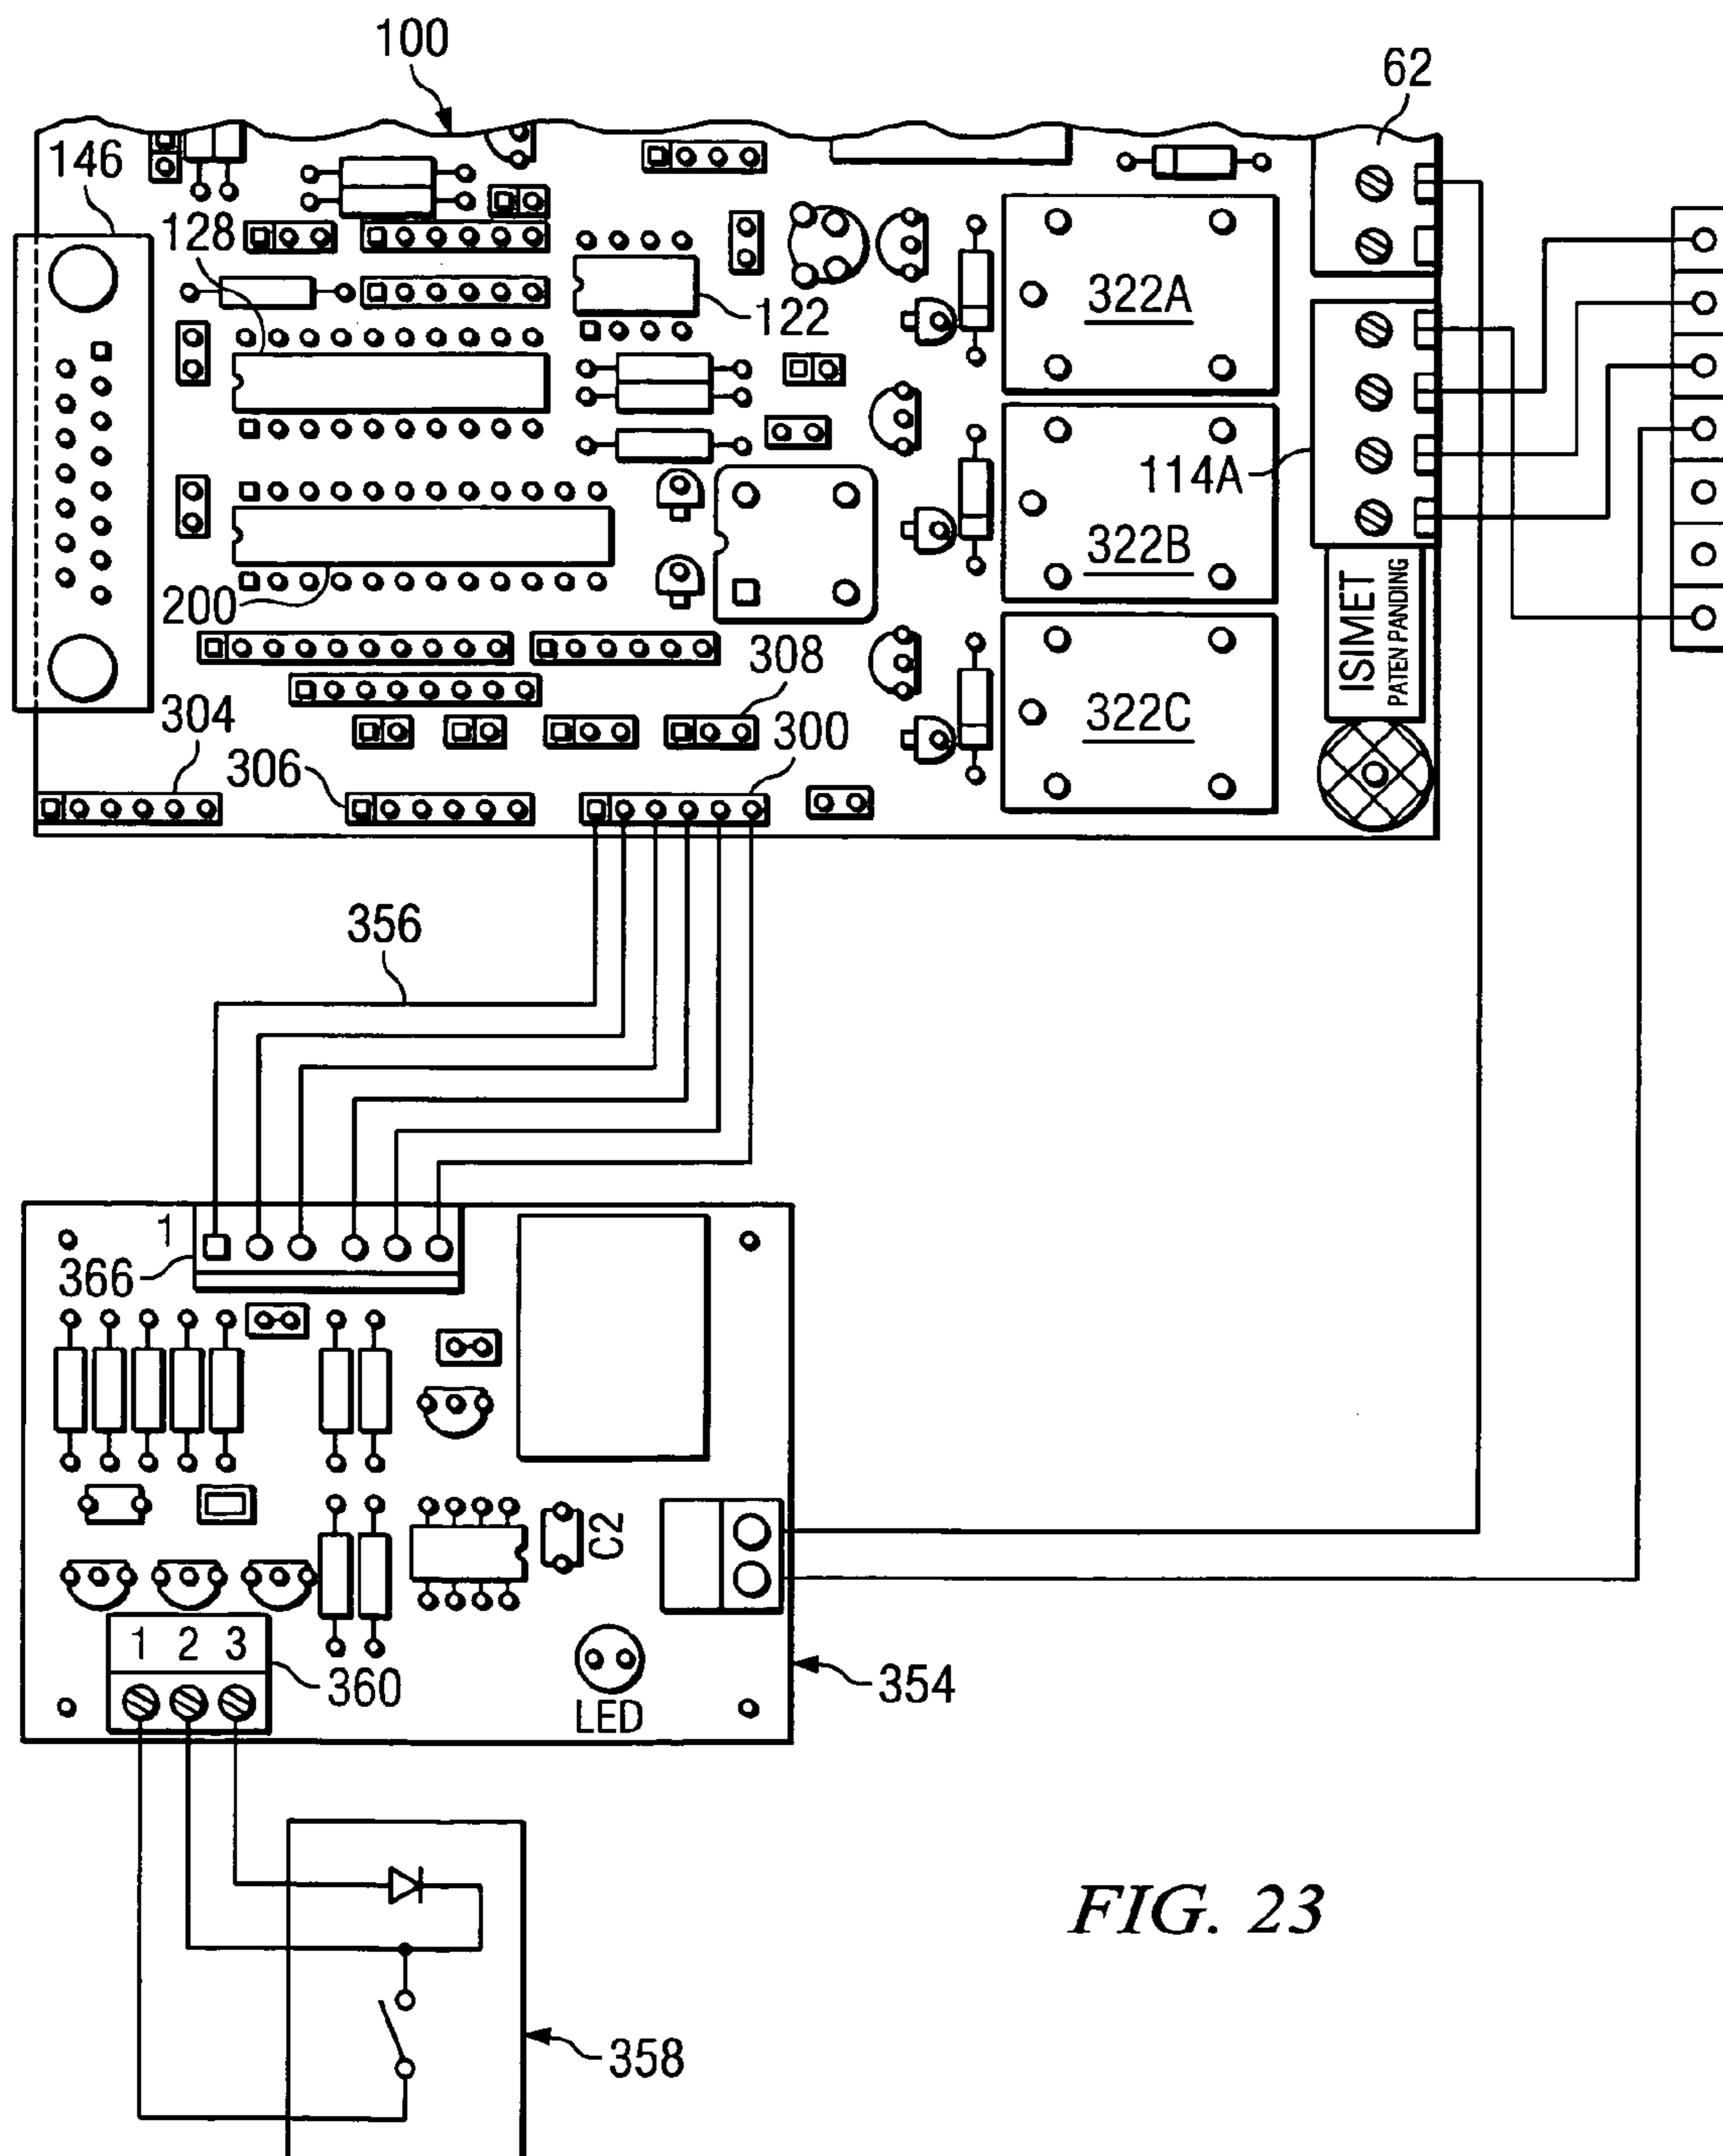 100
62
146
128
322A
122
114A
322B
200
ISIMET
PATEN PANDING
308
304
322C
300
306
356
1
366
C2
1 2 3
360
354
LED
FIG. 23
358